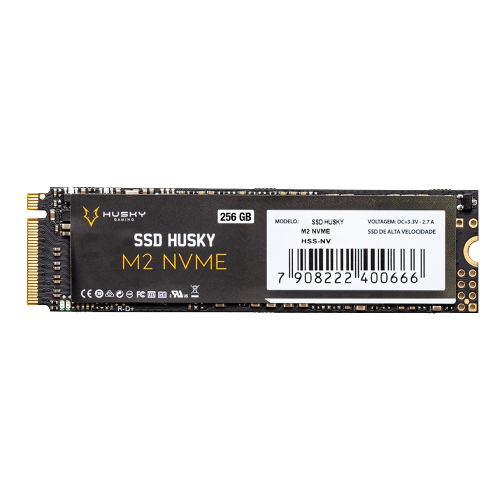 HUSKY
GAMING
256 GB
SSD HUSKY
M2 NVME
R-D+
MODELO: SSD HUSKY
M2 NVME
HSS-NV
VOLTAGEM: DC+3.3V - 2.7 A
SSD DE ALTA VELOCIDADE
7 908222 400666